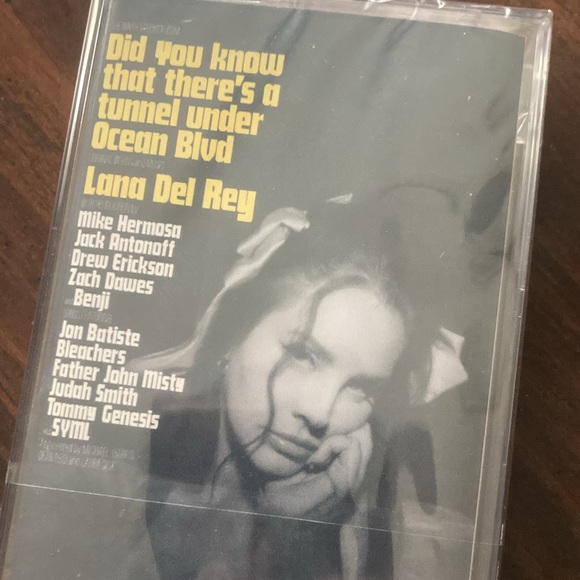 Did you know
that there's a
tunnel under
Ocean Blvd
Lana Del Rey
Mike Hermosa
Jack Antonoff
Drew Erickson
Zach Dawes
Benji
Jon Batiste
Bleachers
Father John Misty
Judah Smith
Tommy Genesis
SYML